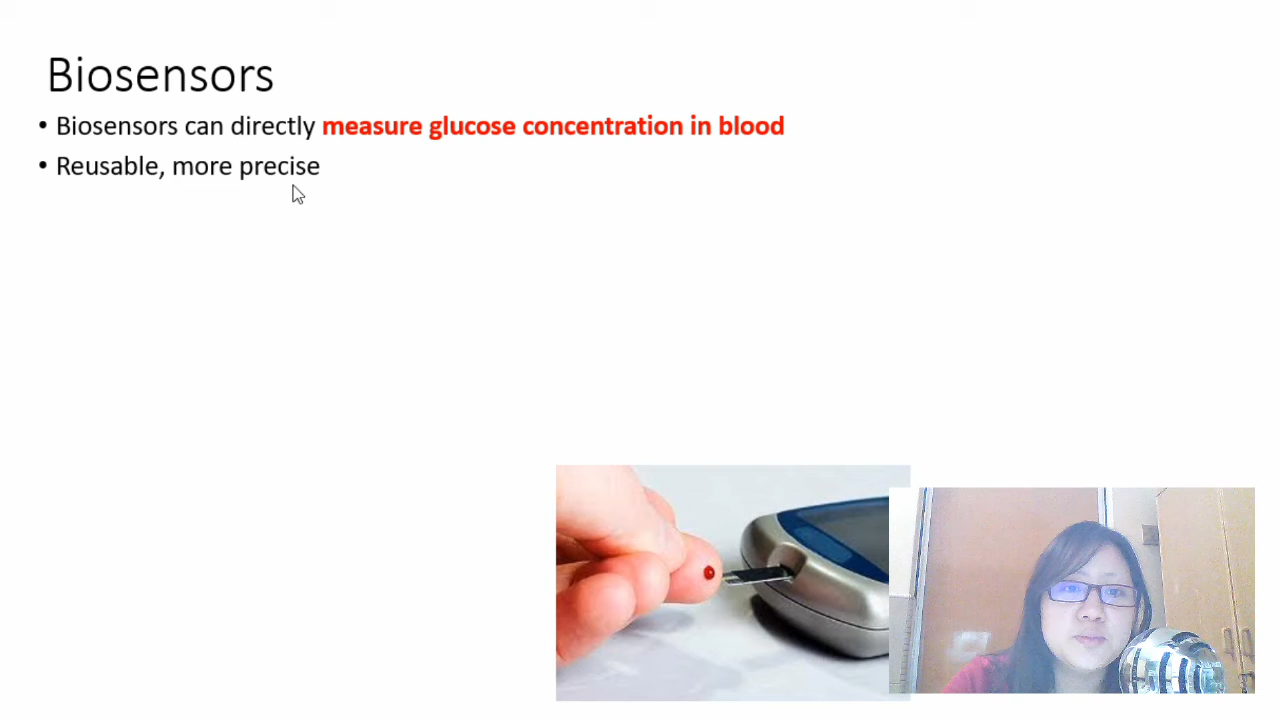 Biosensors
• Biosensors can directly measure glucose concentration in blood
• Reusable, more precise